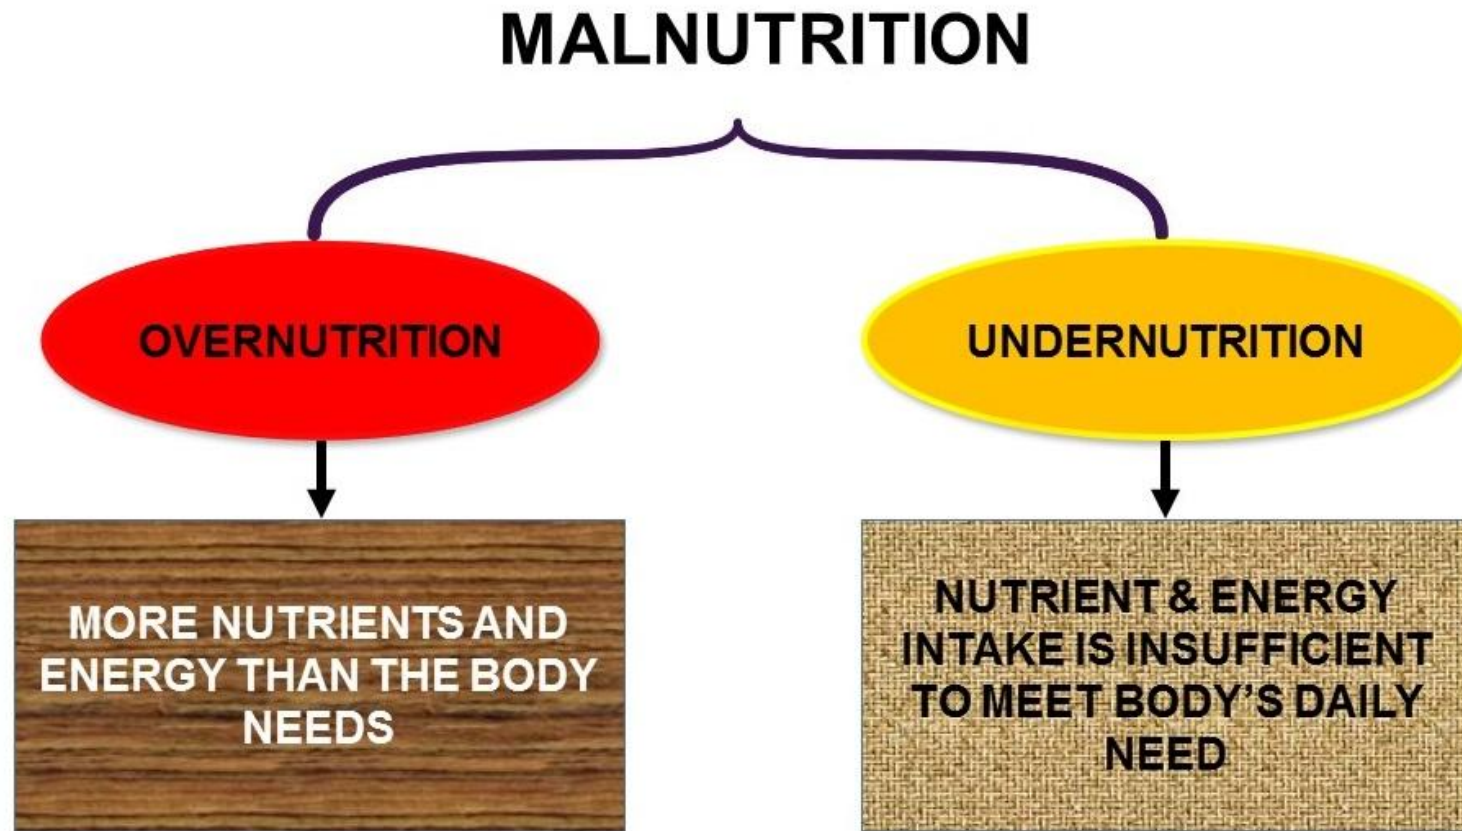 MALNUTRITION
OVERNUTRITION
UNDERNUTRITION
MORE NUTRIENTS AND
ENERGY THAN THE BODY
NEEDS
NUTRIENT & ENERGY
INTAKE IS INSUFFICIENT
TO MEET BODY’S DAILY
NEED